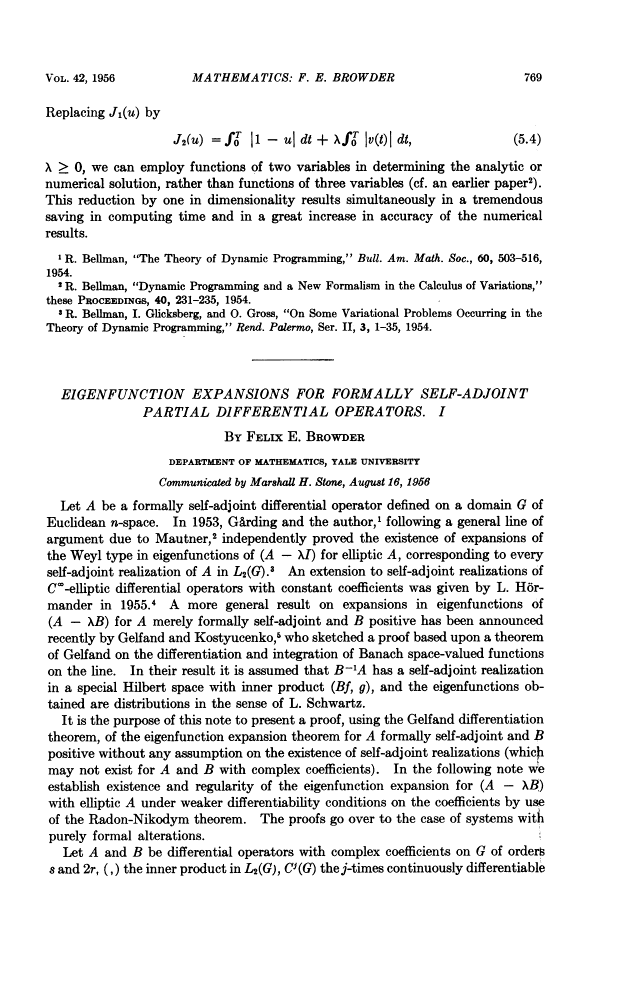 VOL. 42, 1956 MATHEMATICS: F. E. BROWDER 769
Replacing J₁(u) by
J₂(u) = ∫₀ᵀ |1 − u| dt + λ∫₀ᵀ |v(t)| dt, (5.4)
λ ≥ 0, we can employ functions of two variables in determining the analytic or
numerical solution, rather than functions of three variables (cf. an earlier paper²).
This reduction by one in dimensionality results simultaneously in a tremendous
saving in computing time and in a great increase in accuracy of the numerical
results.
¹ R. Bellman, "The Theory of Dynamic Programming," Bull. Am. Math. Soc., 60, 503–516,
1954.
² R. Bellman, "Dynamic Programming and a New Formalism in the Calculus of Variations,"
these PROCEEDINGS, 40, 231–235, 1954.
³ R. Bellman, I. Glicksberg, and O. Gross, "On Some Variational Problems Occurring in the
Theory of Dynamic Programming," Rend. Palermo, Ser. II, 3, 1–35, 1954.
EIGENFUNCTION EXPANSIONS FOR FORMALLY SELF-ADJOINT
PARTIAL DIFFERENTIAL OPERATORS. I
BY FELIX E. BROWDER
DEPARTMENT OF MATHEMATICS, YALE UNIVERSITY
Communicated by Marshall H. Stone, August 16, 1956
Let A be a formally self-adjoint differential operator defined on a domain G of
Euclidean n-space. In 1953, Gårding and the author,¹ following a general line of
argument due to Mautner,² independently proved the existence of expansions of
the Weyl type in eigenfunctions of (A − λI) for elliptic A, corresponding to every
self-adjoint realization of A in L₂(G).³ An extension to self-adjoint realizations of
C∞-elliptic differential operators with constant coefficients was given by L. Hör-
mander in 1955.⁴ A more general result on expansions in eigenfunctions of
(A − λB) for A merely formally self-adjoint and B positive has been announced
recently by Gelfand and Kostyucenko,⁵ who sketched a proof based upon a theorem
of Gelfand on the differentiation and integration of Banach space-valued functions
on the line. In their result it is assumed that B⁻¹A has a self-adjoint realization
in a special Hilbert space with inner product (Bf, g), and the eigenfunctions ob-
tained are distributions in the sense of L. Schwartz.
It is the purpose of this note to present a proof, using the Gelfand differentiation
theorem, of the eigenfunction expansion theorem for A formally self-adjoint and B
positive without any assumption on the existence of self-adjoint realizations (which
may not exist for A and B with complex coefficients). In the following note we
establish existence and regularity of the eigenfunction expansion for (A − λB)
with elliptic A under weaker differentiability conditions on the coefficients by use
of the Radon-Nikodym theorem. The proofs go over to the case of systems with
purely formal alterations.
Let A and B be differential operators with complex coefficients on G of orders
s and 2r, (,) the inner product in L₂(G), Cʲ(G) the j-times continuously differentiable